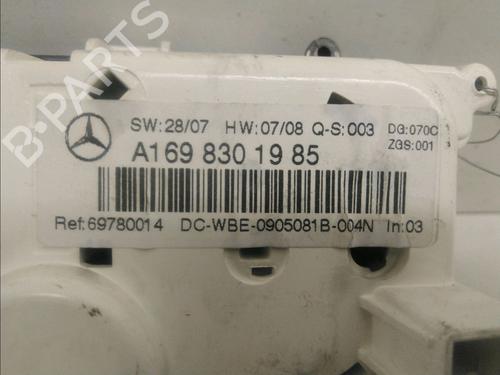 B-PARTS
SW: 28/07 HW: 07/08 Q-S: 003 DG: 070C
ZGS: 001
A169 830 19 85
Ref: 69780014 DC-WBE-0905081B-004N In: 03